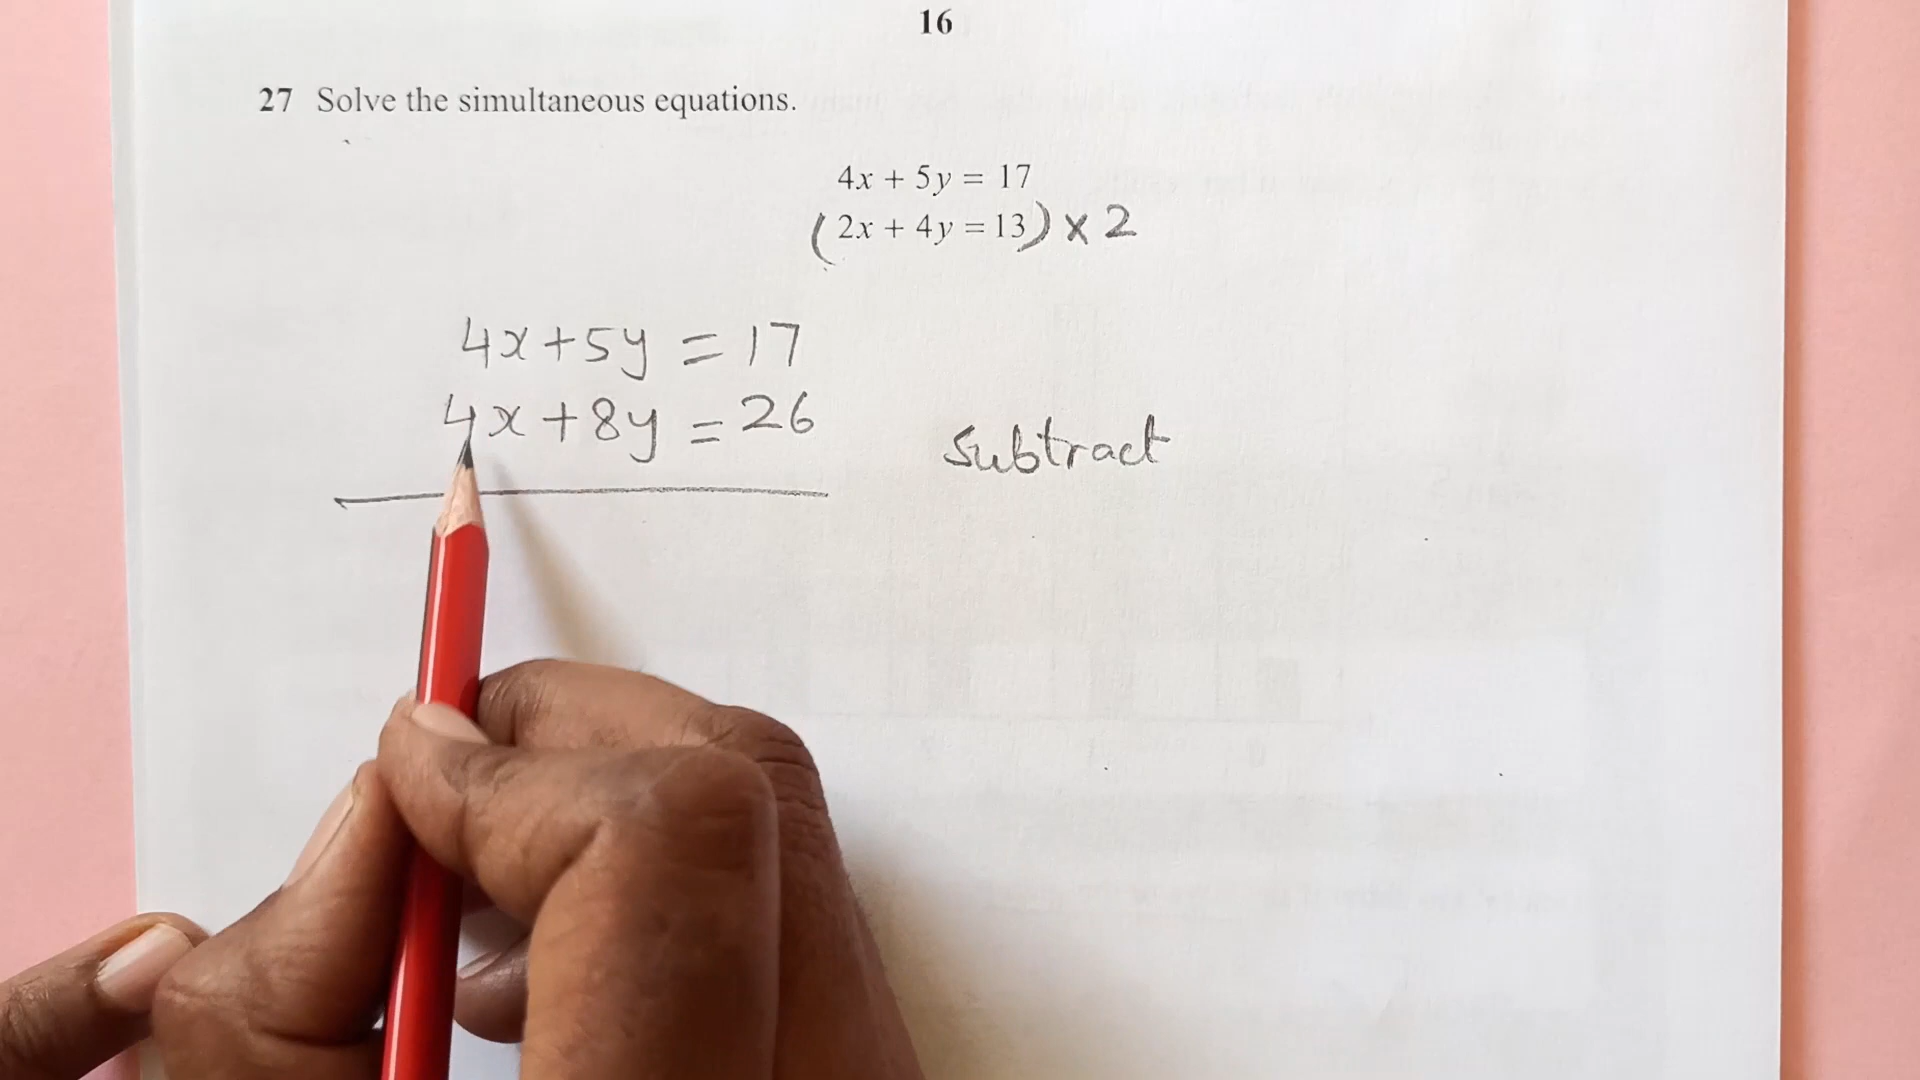 16
27 Solve the simultaneous equations.
4x + 5y = 17
(2x + 4y = 13) × 2
4x + 5y = 17
4x + 8y = 26
Subtract